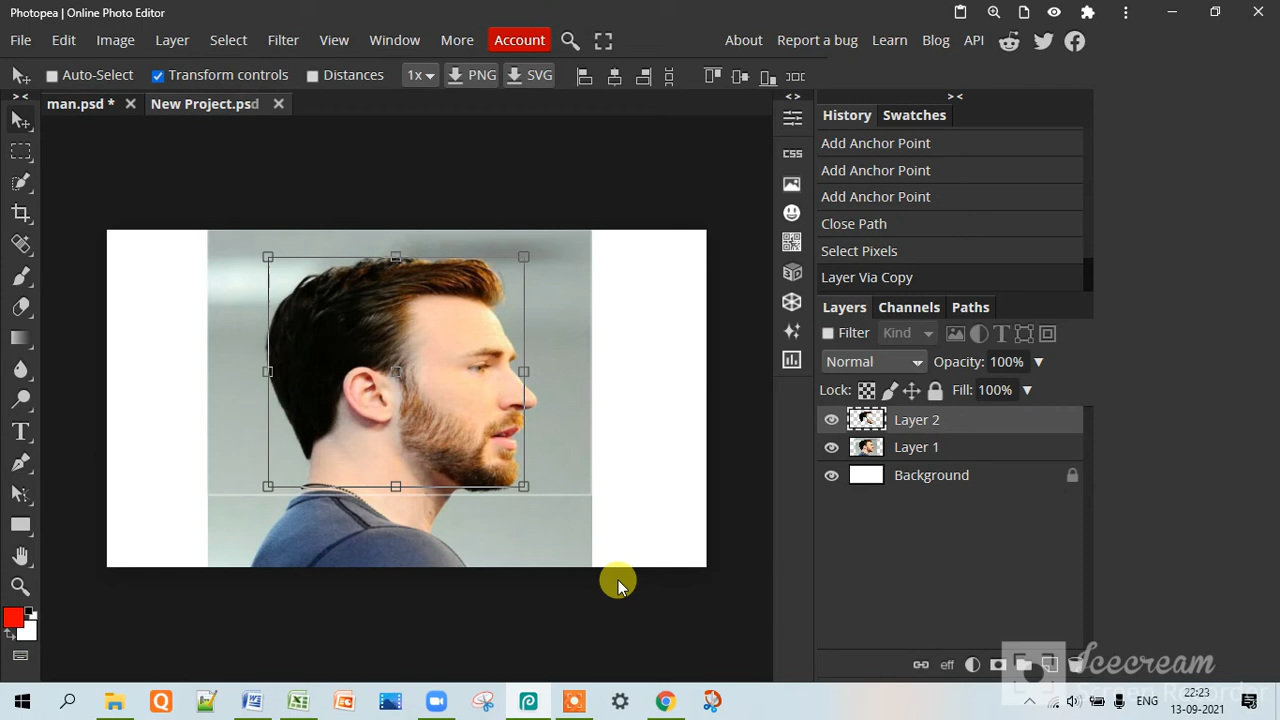 Photopea | Online Photo Editor
File Edit Image Layer Select Filter View Window More Account About Report a bug Learn Blog API
Auto-Select Transform controls Distances 1x PNG SVG
man.psd * New Project.psd
History Swatches
Add Anchor Point
Add Anchor Point
Add Anchor Point
Close Path
Select Pixels
Layer Via Copy
Layers Channels Paths
Filter Kind
Normal Opacity: 100%
Lock: Fill: 100%
Layer 2
Layer 1
Background
eff
CSS
Icecream
Screen Recorder
ENG 22:23
13-09-2021